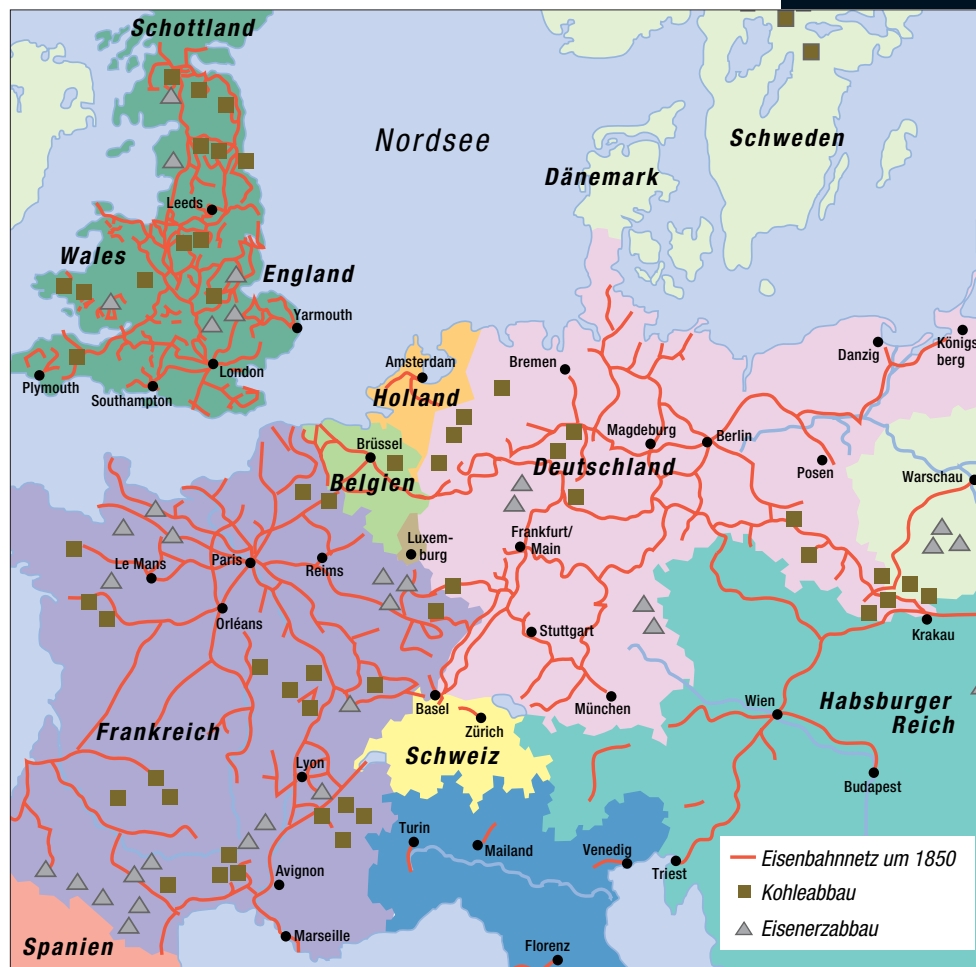 Schottland
Nordsee
Schweden
Dänemark
Leeds
Wales
England
Yarmouth
London
Plymouth
Southampton
Amsterdam
Holland
Bremen
Danzig
Königs
berg
Brüssel
Belgien
Magdeburg
Berlin
Deutschland
Posen
Warschau
Luxem-
burg
Frankfurt/
Main
Le Mans
Paris
Reims
Orléans
Stuttgart
Krakau
Basel
Zürich
München
Wien
Habsburger
Reich
Frankreich
Schweiz
Lyon
Budapest
Turin
Mailand
Venedig
Triest
Avignon
Marseille
Spanien
Florenz
Eisenbahnnetz um 1850
Kohleabbau
Eisenerzabbau